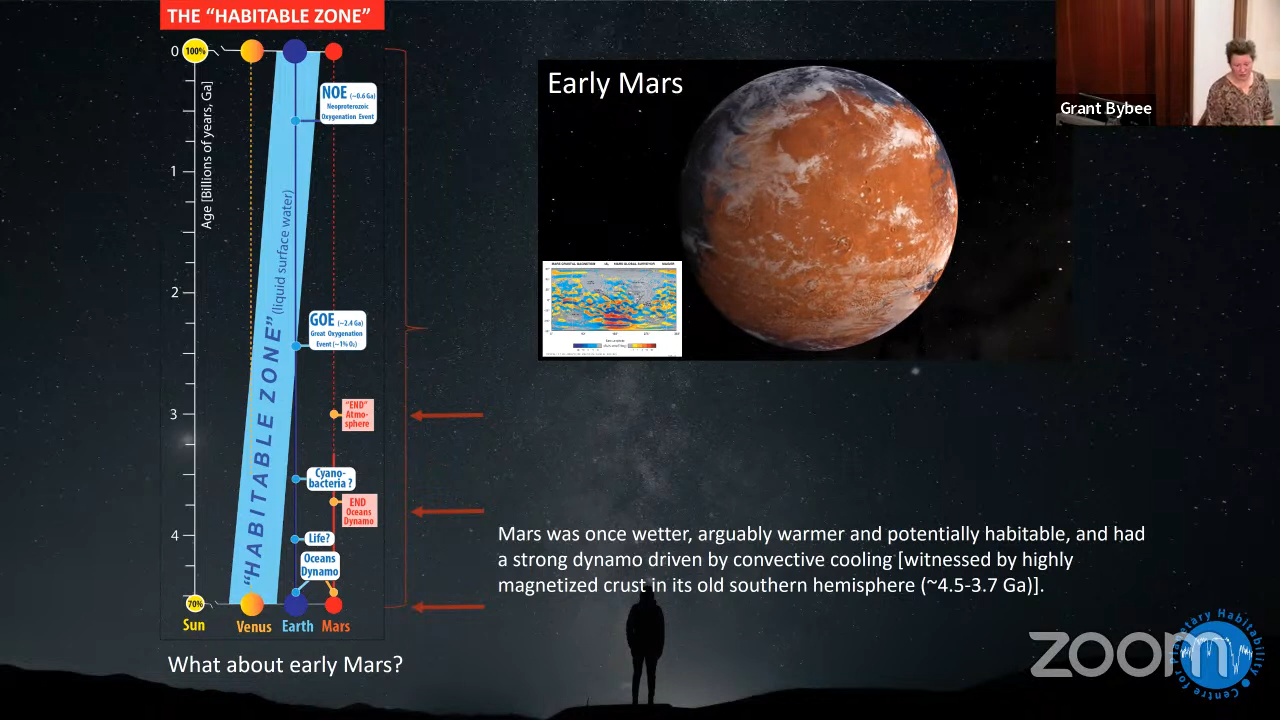 THE "HABITABLE ZONE"
0
100%
NOE (~0.6 Ga)
Neoproterozoic
Oxygenation Event
Age [Billions of years, Ga]
1
"HABITABLE ZONE" (liquid surface water)
2
GOE (~2.4 Ga)
Great Oxygenation
Event (~1% O₂)
3
"END"
Atmo-
sphere
Cyano-
bacteria ?
END
Oceans
Dynamo
4
Life?
Oceans
Dynamo
70%
Sun
Venus
Earth
Mars
What about early Mars?
Early Mars
Grant Bybee
Mars was once wetter, arguably warmer and potentially habitable, and had
a strong dynamo driven by convective cooling [witnessed by highly
magnetized crust in its old southern hemisphere (~4.5-3.7 Ga)].
zoom
Centre for Planetary Habitability